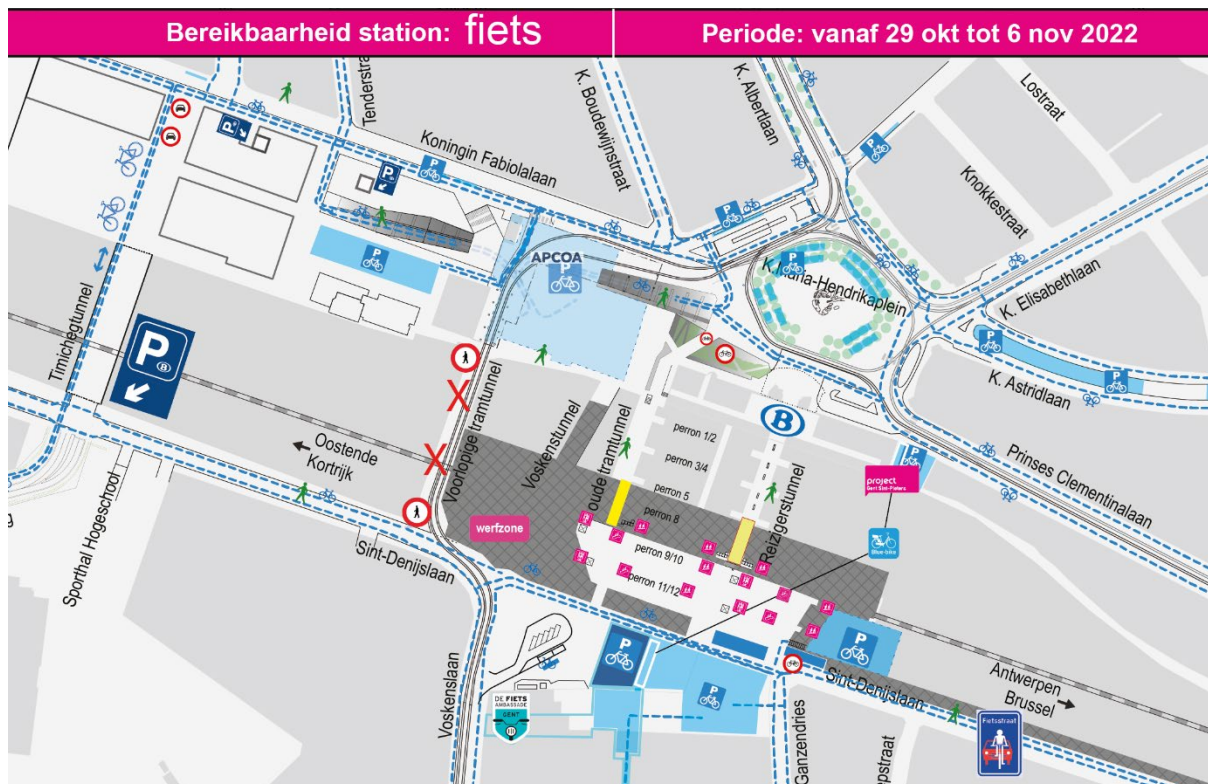 Bereikbaarheid station: fiets
Periode: vanaf 29 okt tot 6 nov 2022
Tenderstra
K. Boudewijnstraat
K. Albertlaan
Lostraat
P
B
Koningin Fabiolalaan
P
P
P
Knokkestraat
P
B
P
P
APCOA
P
K.Maria-Hendrikaplein
P
K. Elisabethlaan
Timichegtunnel
P
B
P
K. Astridlaan
P
Voorlopige tramtunnel
Voskenstunnel
oude tramtunnel
perron 1/2
B
Oostende
Kortrijk
perron 3/4
Prinses Clementinalaan
P
perron 5
project
Gent Sint-Pieters
Reizigerstunnel
Sporthal Hogeschool
werfzone
perron 8
Blue-bike
Sint-Denijslaan
perron 9/10
perron 11/12
P
P
P
Antwerpen
Brussel
Sint-Denijslaan
Voskenslaan
DE FIETS
AMBASSADE
GENT
Ganzendries
Fietsstraat
pstraat